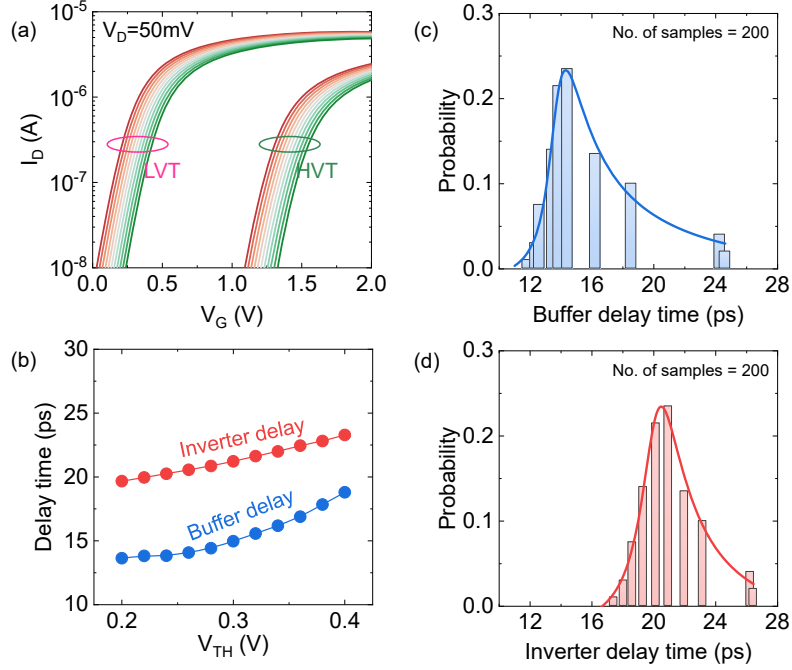 (a)
V_D=50mV
I_D (A)
10^-5
10^-6
10^-7
10^-8
LVT
HVT
0.0 0.5 1.0 1.5 2.0
V_G (V)
(b)
Delay time (ps)
30
25
20
15
10
Inverter delay
Buffer delay
0.2 0.3 0.4
V_TH (V)
(c)
No. of samples = 200
Probability
0.3
0.2
0.1
0.0
12 16 20 24 28
Buffer delay time (ps)
(d)
No. of samples = 200
Probability
0.3
0.2
0.1
0.0
12 16 20 24 28
Inverter delay time (ps)